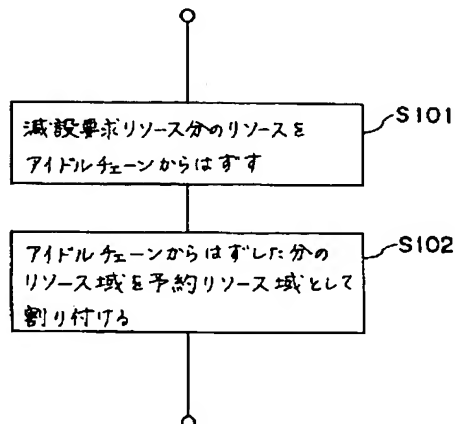 減設要求リソース分のリソースを
アイドルチェーンからはずす
S101
アイドルチェーンからはずした分の
リソース域を予約リソース域として
割り付ける
S102